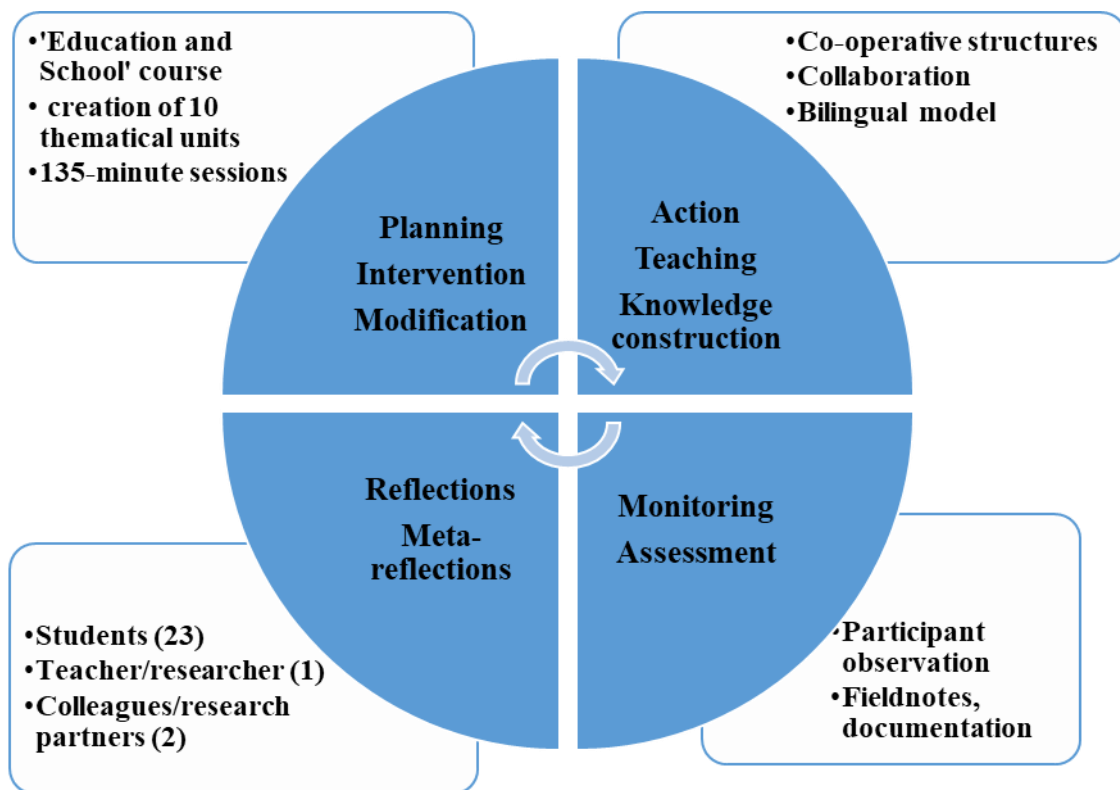 •'Education and
School' course
• creation of 10
thematical units
•135-minute sessions
•Co-operative structures
•Collaboration
•Bilingual model
Planning
Intervention
Modification
Action
Teaching
Knowledge
construction
Reflections
Meta-
reflections
Monitoring
Assessment
•Students (23)
•Teacher/researcher (1)
•Colleagues/research
partners (2)
•Participant
observation
•Fieldnotes,
documentation